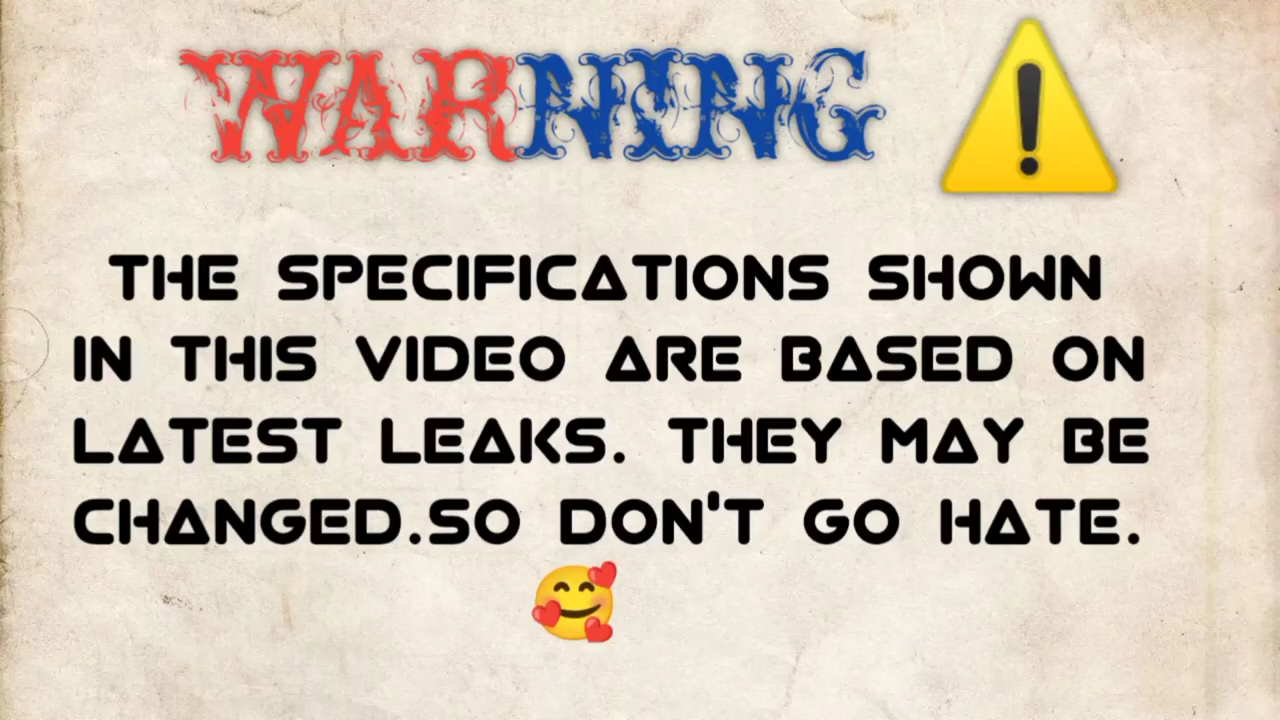 WARNING ⚠️
THE SPECIFICATIONS SHOWN
IN THIS VIDEO ARE BASED ON
LATEST LEAKS. THEY MAY BE
CHANGED.SO DON'T GO HATE.
🥰